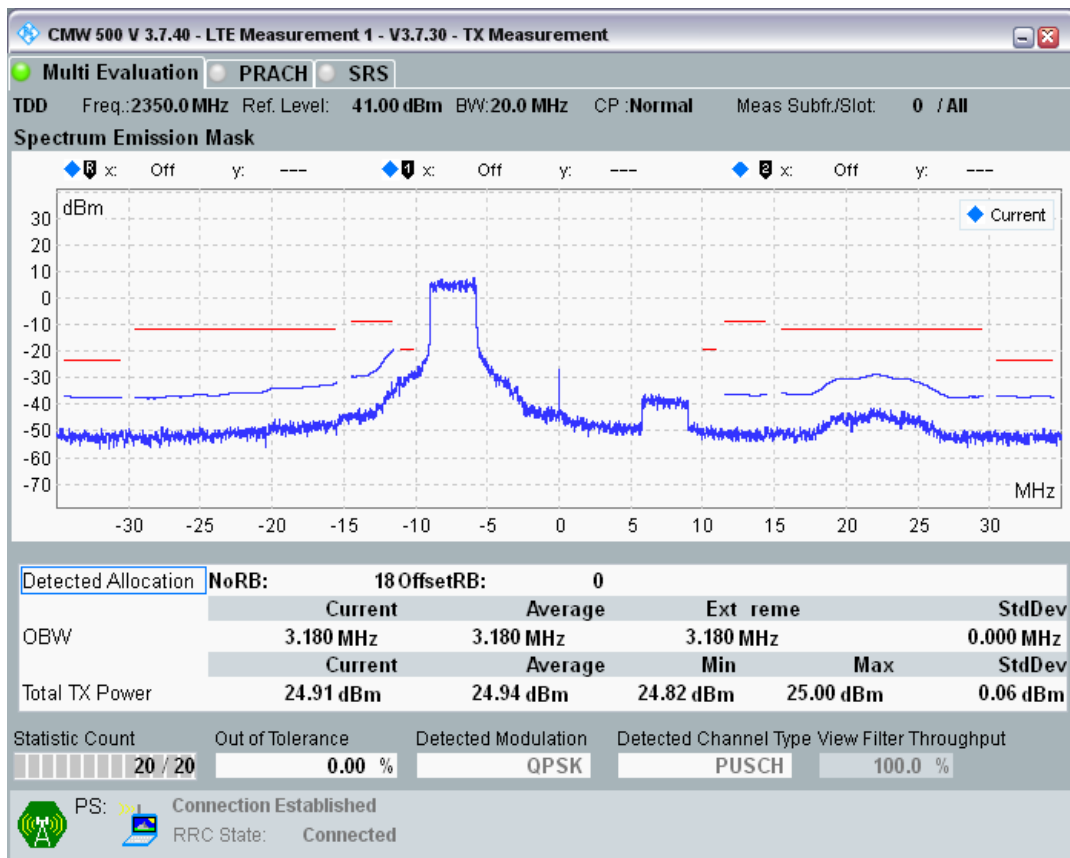 CMW 500 V 3.7.40 - LTE Measurement 1 - V3.7.30 - TX Measurement
Multi Evaluation PRACH SRS
TDD Freq.:2350.0 MHz Ref. Level: 41.00 dBm BW:20.0 MHz CP :Normal Meas Subfr./Slot: 0 / All
Spectrum Emission Mask
R x: Off y: --- 1 x: Off y: --- 2 x: Off y: ---
dBm
Current
30
20
10
0
-10
-20
-30
-40
-50
-60
-70
MHz
-30 -25 -20 -15 -10 -5 0 5 10 15 20 25 30
Detected Allocation NoRB: 18 OffsetRB: 0
Current Average Ext reme StdDev
OBW 3.180 MHz 3.180 MHz 3.180 MHz 0.000 MHz
Current Average Min Max StdDev
Total TX Power 24.91 dBm 24.94 dBm 24.82 dBm 25.00 dBm 0.06 dBm
Statistic Count Out of Tolerance Detected Modulation Detected Channel Type View Filter Throughput
20 / 20 0.00 % QPSK PUSCH 100.0 %
PS: Connection Established
RRC State: Connected